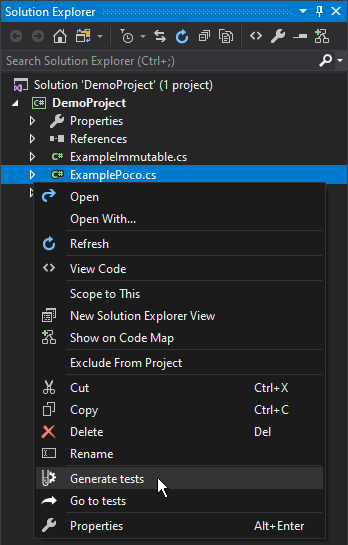 Solution Explorer
Search Solution Explorer (Ctrl+;)
Solution 'DemoProject' (1 project)
C# DemoProject
Properties
References
C# ExampleImmutable.cs
C# ExamplePoco.cs
Open
Open With...
Refresh
View Code
Scope to This
New Solution Explorer View
Show on Code Map
Exclude From Project
Cut Ctrl+X
Copy Ctrl+C
Delete Del
Rename
Generate tests
Go to tests
Properties Alt+Enter